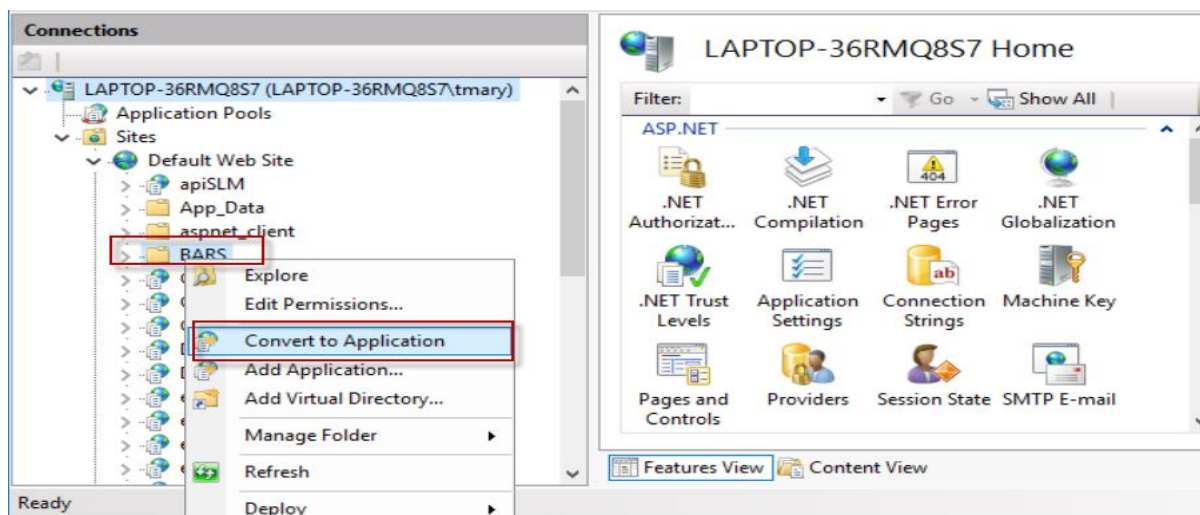 Connections
LAPTOP-36RMQ8S7 (LAPTOP-36RMQ8S7\tmary)
Application Pools
Sites
Default Web Site
apiSLM
App_Data
aspnet_client
BARS
Explore
Edit Permissions...
Convert to Application
Add Application...
Add Virtual Directory...
Manage Folder
Refresh
Deploy
Ready
LAPTOP-36RMQ8S7 Home
Filter: Go Show All
ASP.NET
.NET .NET .NET Error .NET
Authorizat... Compilation Pages Globalization
.NET Trust Application Connection Machine Key
Levels Settings Strings
Pages and Providers Session State SMTP E-mail
Controls
Features View Content View